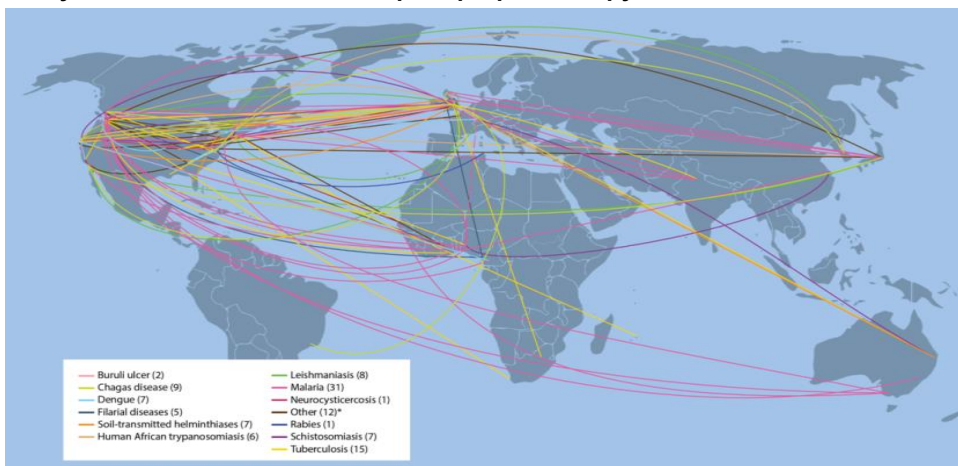 Buruli ulcer (2)
Chagas disease (9)
Dengue (7)
Filarial diseases (5)
Soil-transmitted helminthiases (7)
Human African trypanosomiasis (6)
Leishmaniasis (8)
Malaria (31)
Neurocysticercosis (1)
Other (12)*
Rabies (1)
Schistosomiasis (7)
Tuberculosis (15)